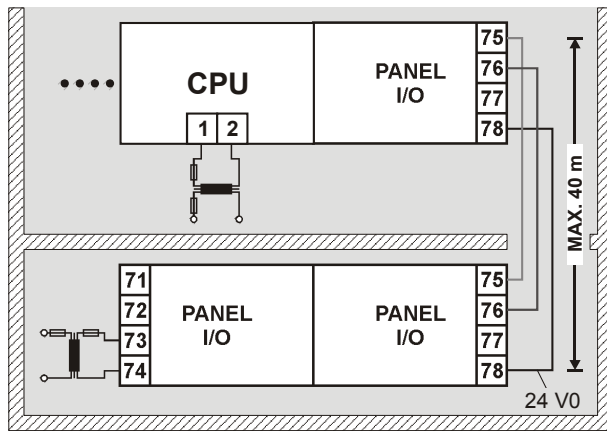 CPU
1 2
PANEL
I/O
75
76
77
78
MAX. 40 m
71
72
73
74
PANEL
I/O
PANEL
I/O
75
76
77
78
24 V0